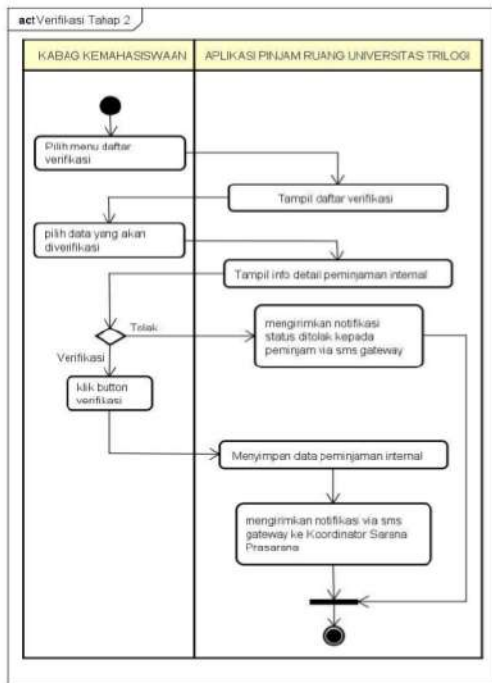 act Verifikasi Tahap 2
KABAG KEMAHASISWAAN
APLIKASI PINJAM RUANG UNIVERSITAS TRILOGI
Pilih menu daftar
verifikasi
Tampil daftar verifikasi
pilih data yang akan
diverifikasi
Tampil info detail peminjaman internal
Tolak
mengirimkan notifikasi
status ditolak kepada
peminjam via sms gateway
Verifikasi
klik button
verifikasi
Menyimpan data peminjaman internal
mengirimkan notifikasi via sms
gateway ke Koordinator Sarana
Prasarana